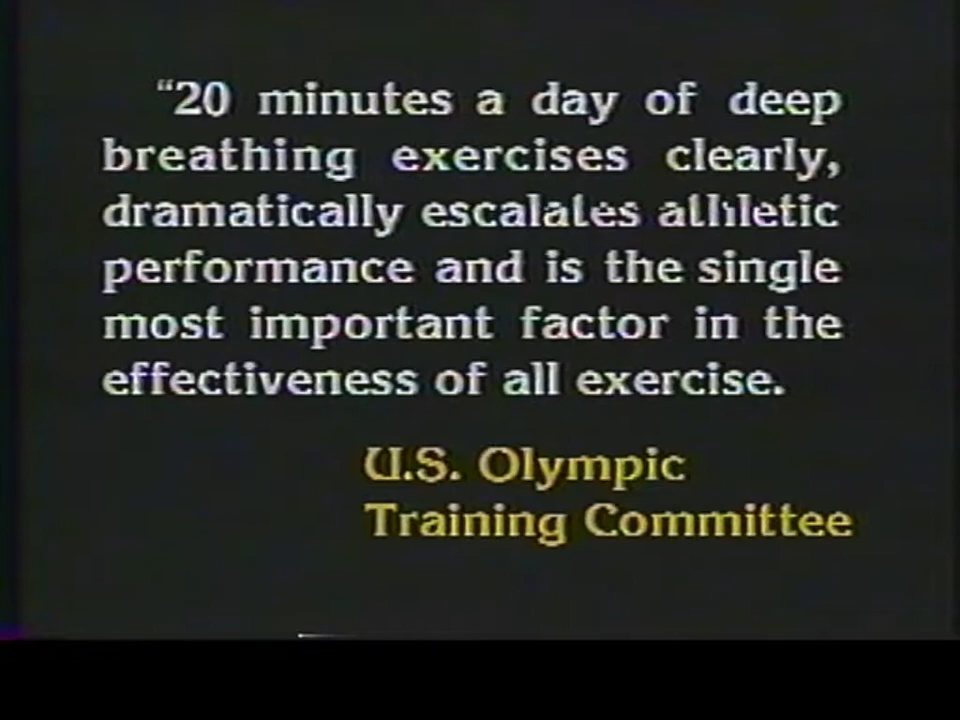 “20 minutes a day of deep
breathing exercises clearly,
dramatically escalates athletic
performance and is the single
most important factor in the
effectiveness of all exercise.
U.S. Olympic
Training Committee